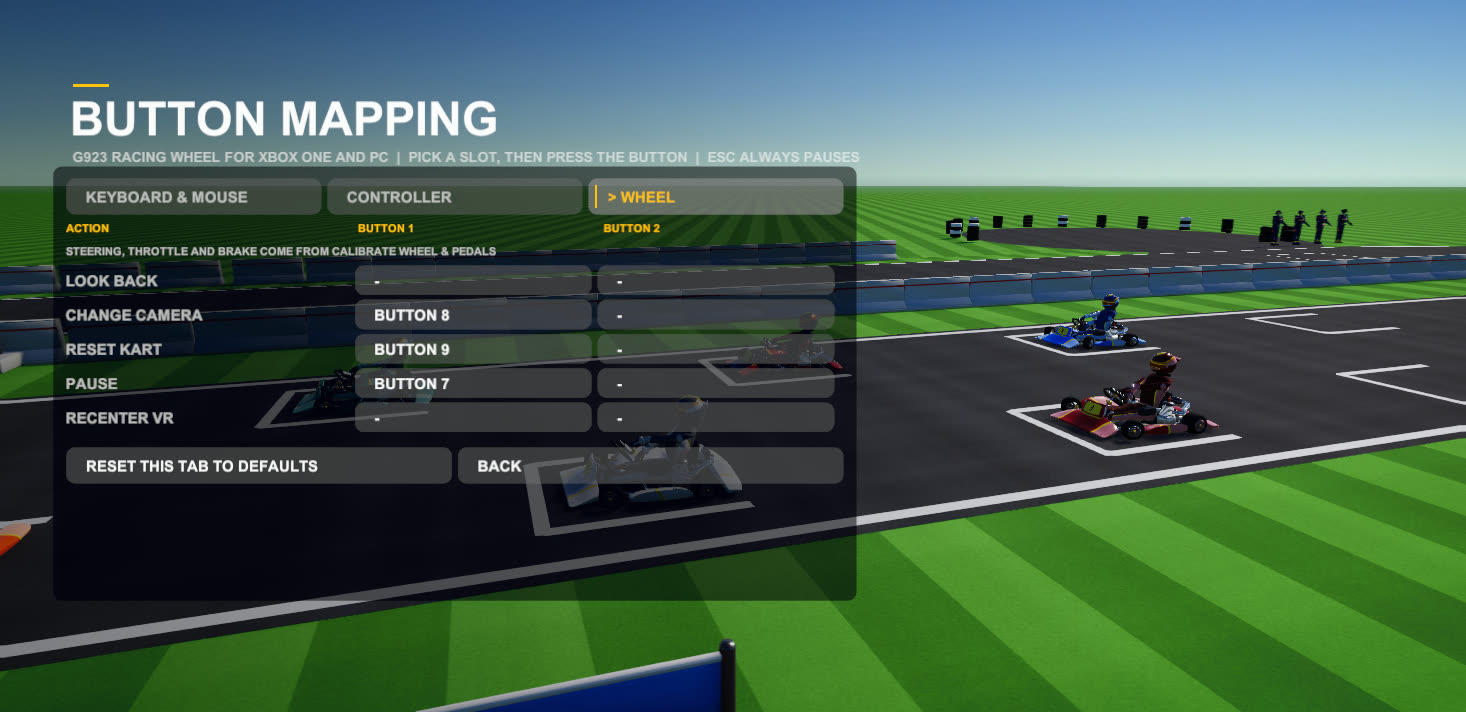 BUTTON MAPPING
G923 RACING WHEEL FOR XBOX ONE AND PC | PICK A SLOT, THEN PRESS THE BUTTON | ESC ALWAYS PAUSES
KEYBOARD & MOUSE CONTROLLER > WHEEL
ACTION BUTTON 1 BUTTON 2
STEERING, THROTTLE AND BRAKE COME FROM CALIBRATE WHEEL & PEDALS
LOOK BACK - -
CHANGE CAMERA BUTTON 8 -
RESET KART BUTTON 9 -
PAUSE BUTTON 7 -
RECENTER VR - -
RESET THIS TAB TO DEFAULTS BACK